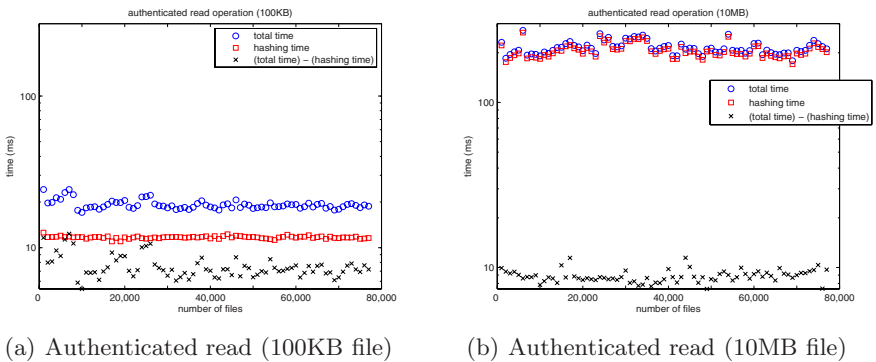 authenticated read operation (100KB)
total time
hashing time
(total time) − (hashing time)
time (ms)
10
10
0
20,000
40,000
60,000
80,000
number of files
(a) Authenticated read (100KB file)
authenticated read operation (10MB)
total time
hashing time
(total time) − (hashing time)
time (ms)
100
10
0
20,000
40,000
60,000
80,000
number of files
(b) Authenticated read (10MB file)